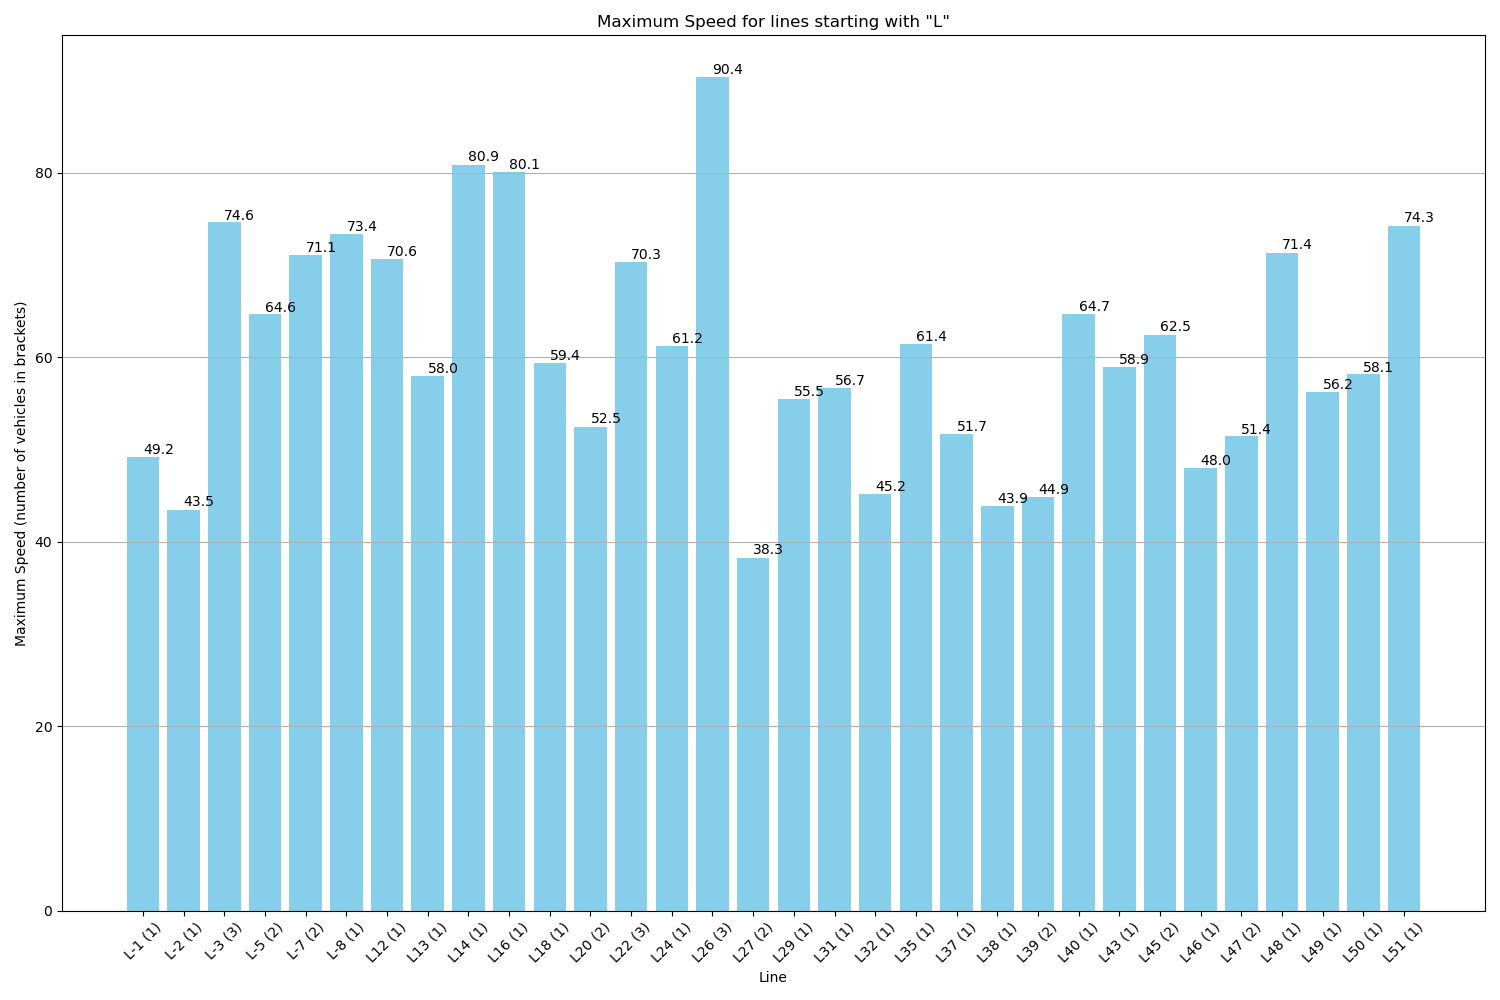 Maximum Speed for lines starting with "L"
Maximum Speed (number of vehicles in brackets)
80
60
40
20
0
49.2
43.5
74.6
64.6
71.1
73.4
70.6
58.0
80.9
80.1
59.4
52.5
70.3
61.2
90.4
38.3
55.5
56.7
45.2
61.4
51.7
43.9
44.9
64.7
58.9
62.5
48.0
51.4
71.4
56.2
58.1
74.3
L-1 (1)
L-2 (1)
L-3 (3)
L-5 (2)
L-7 (2)
L-8 (1)
L12 (1)
L13 (1)
L14 (1)
L16 (1)
L18 (1)
L20 (2)
L22 (3)
L24 (1)
L26 (3)
L27 (2)
L29 (1)
L31 (1)
L32 (1)
L35 (1)
L37 (1)
L38 (1)
L39 (2)
L40 (1)
L43 (1)
L45 (2)
L46 (1)
L47 (2)
L48 (1)
L49 (1)
L50 (1)
L51 (1)
Line